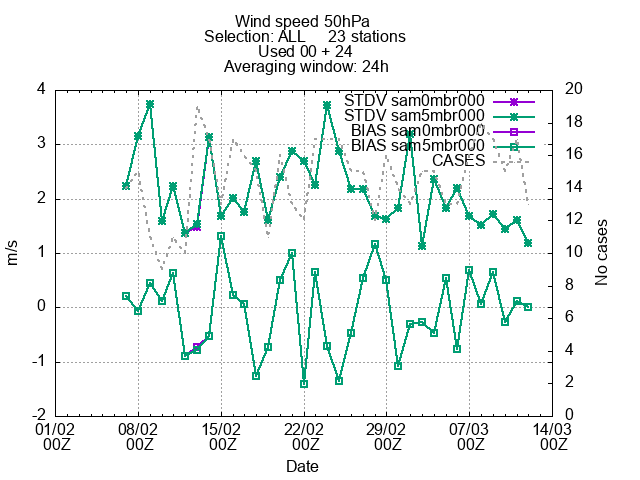 Wind speed 50hPa
Selection: ALL 23 stations
Used 00 + 24
Averaging window: 24h
STDV sam0mbr000
STDV sam5mbr000
BIAS sam0mbr000
BIAS sam5mbr000
CASES
4
3
2
1
0
-1
-2
m/s
20
18
16
14
12
10
8
6
4
2
0
No cases
01/02 08/02 15/02 22/02 29/02 07/03 14/03
00Z 00Z 00Z 00Z 00Z 00Z 00Z
Date